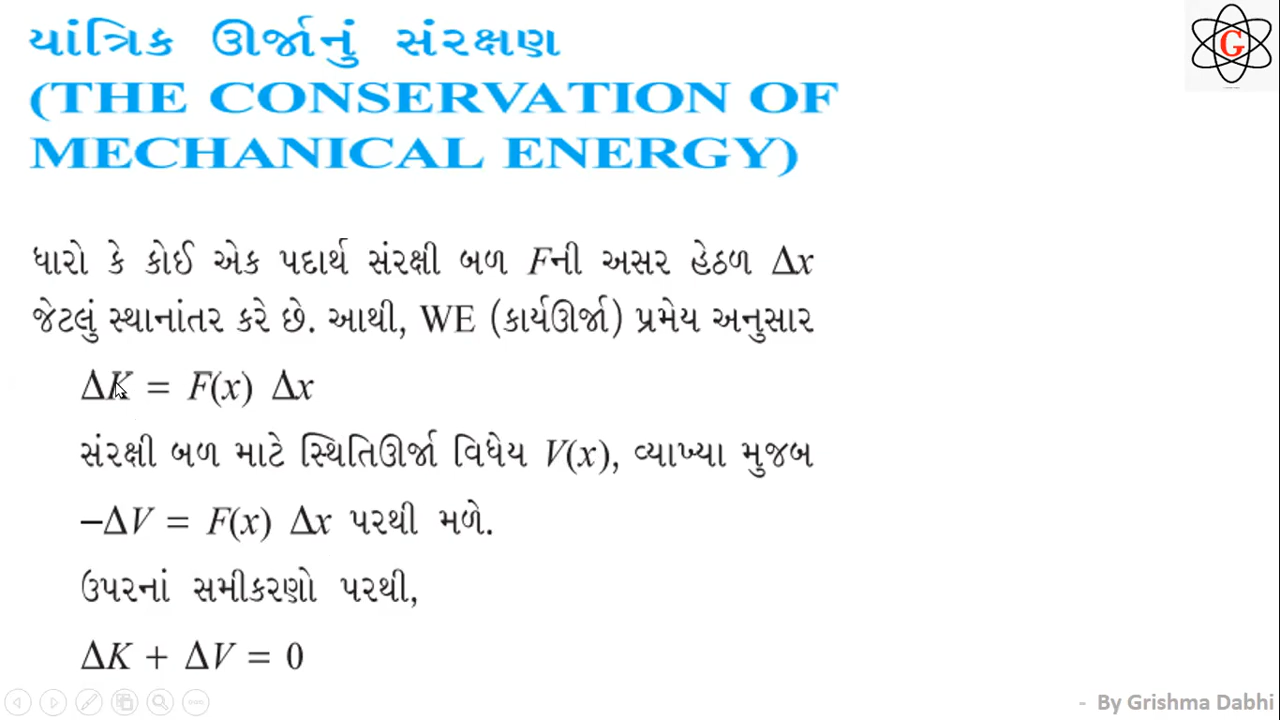 યાંત્રિક ઊર્જાનું સંરક્ષણ
(THE CONSERVATION OF
MECHANICAL ENERGY)
G
ધારો કે કોઈ એક પદાર્થ સંરક્ષી બળ Fની અસર હેઠળ Δx
જેટલું સ્થાનાંતર કરે છે. આથી, WE (કાર્યઊર્જા) પ્રમેય અનુસાર
ΔK = F(x) Δx
સંરક્ષી બળ માટે સ્થિતિઊર્જા વિધેય V(x), વ્યાખ્યા મુજબ
−ΔV = F(x) Δx પરથી મળે.
ઉપરનાં સમીકરણો પરથી,
ΔK + ΔV = 0
- By Grishma Dabhi